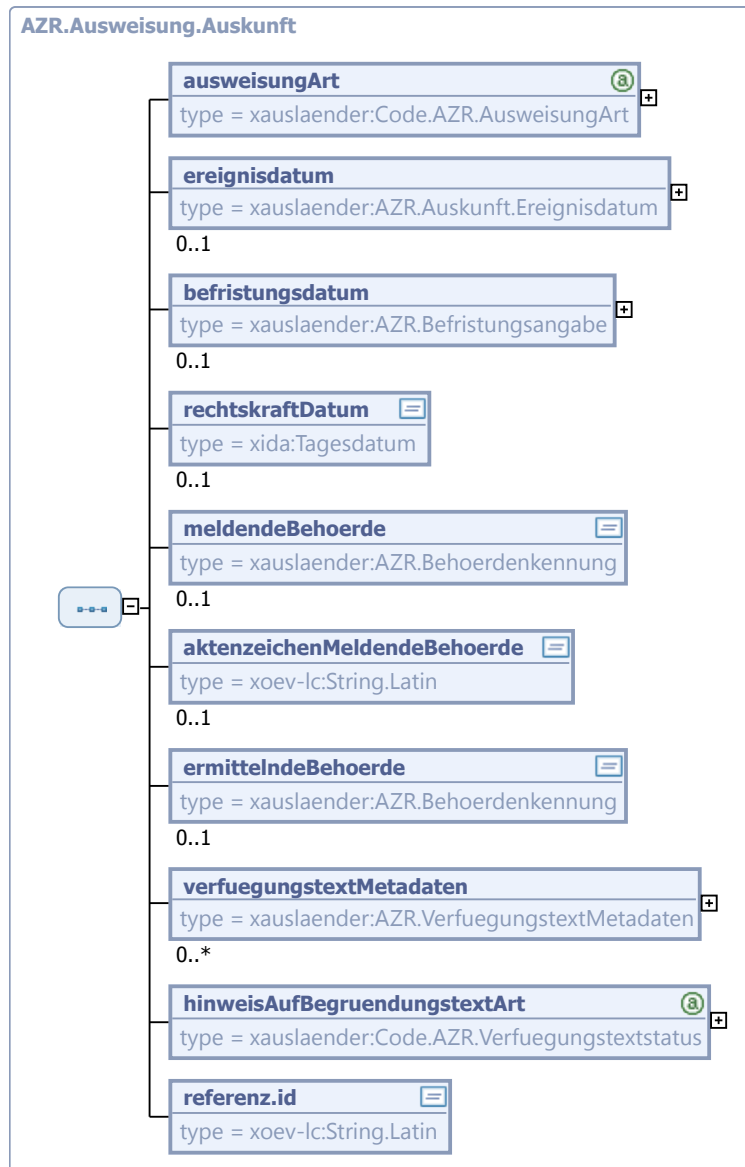 AZR.Ausweisung.Auskunft
ausweisungArt
type = xauslaender:Code.AZR.AusweisungArt
ereignisdatum
type = xauslaender:AZR.Auskunft.Ereignisdatum
0..1
befristungsdatum
type = xauslaender:AZR.Befristungsangabe
0..1
rechtskraftDatum
type = xida:Tagesdatum
0..1
meldendeBehoerde
type = xauslaender:AZR.Behoerdenkennung
0..1
aktenzeichenMeldendeBehoerde
type = xoev-lc:String.Latin
0..1
ermittelndeBehoerde
type = xauslaender:AZR.Behoerdenkennung
0..1
verfuegungstextMetadaten
type = xauslaender:AZR.VerfuegungstextMetadaten
0..*
hinweisAufBegruendungstextArt
type = xauslaender:Code.AZR.Verfuegungstextstatus
referenz.id
type = xoev-lc:String.Latin